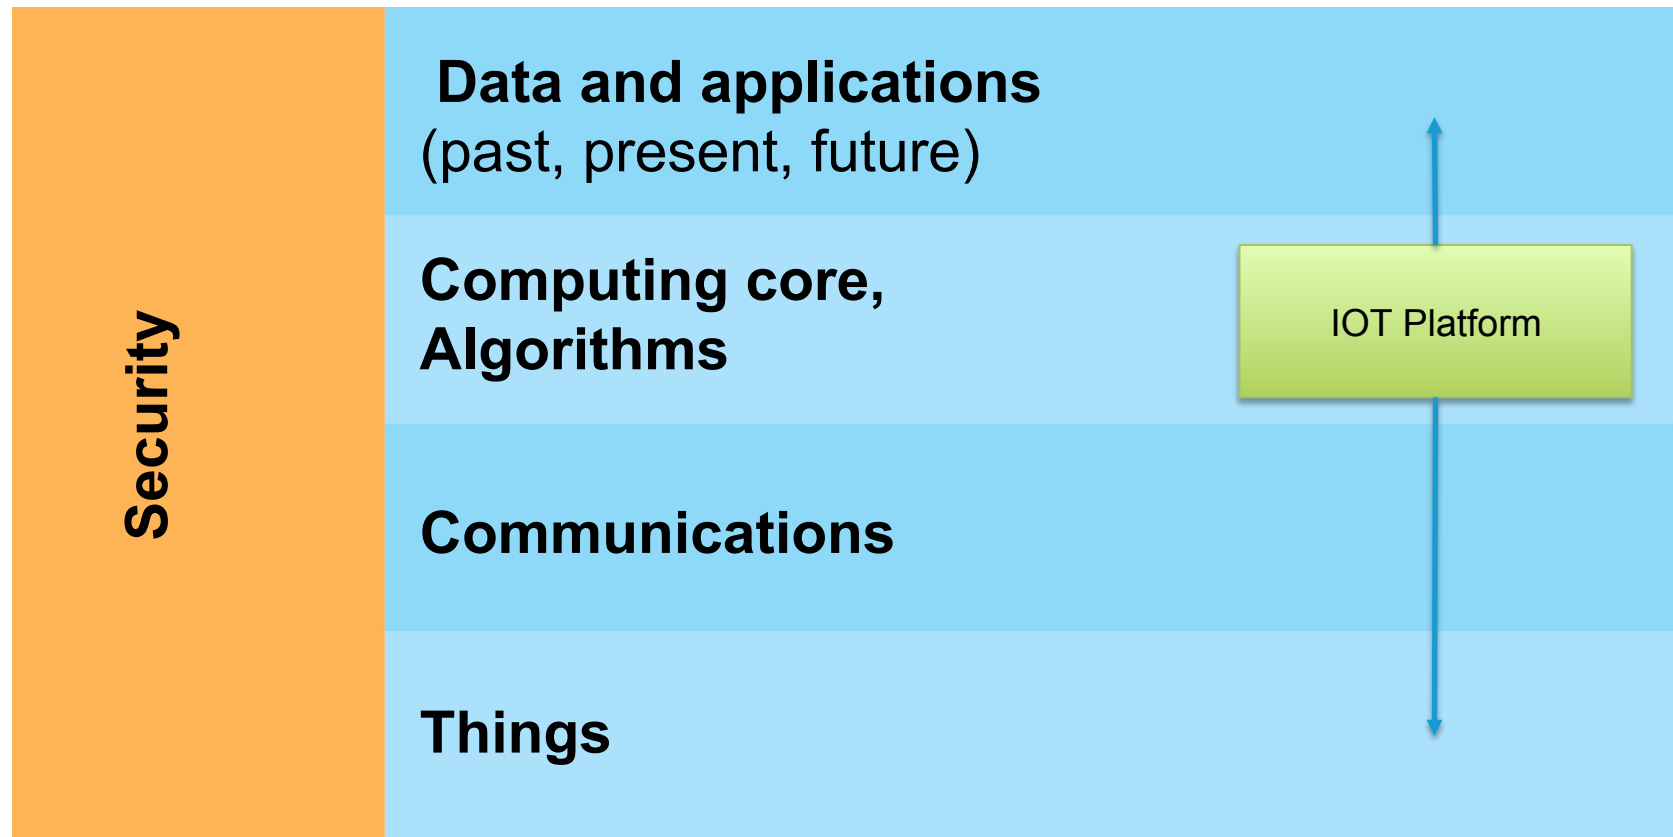 Security
Data and applications
(past, present, future)
Computing core,
Algorithms
IOT Platform
Communications
Things